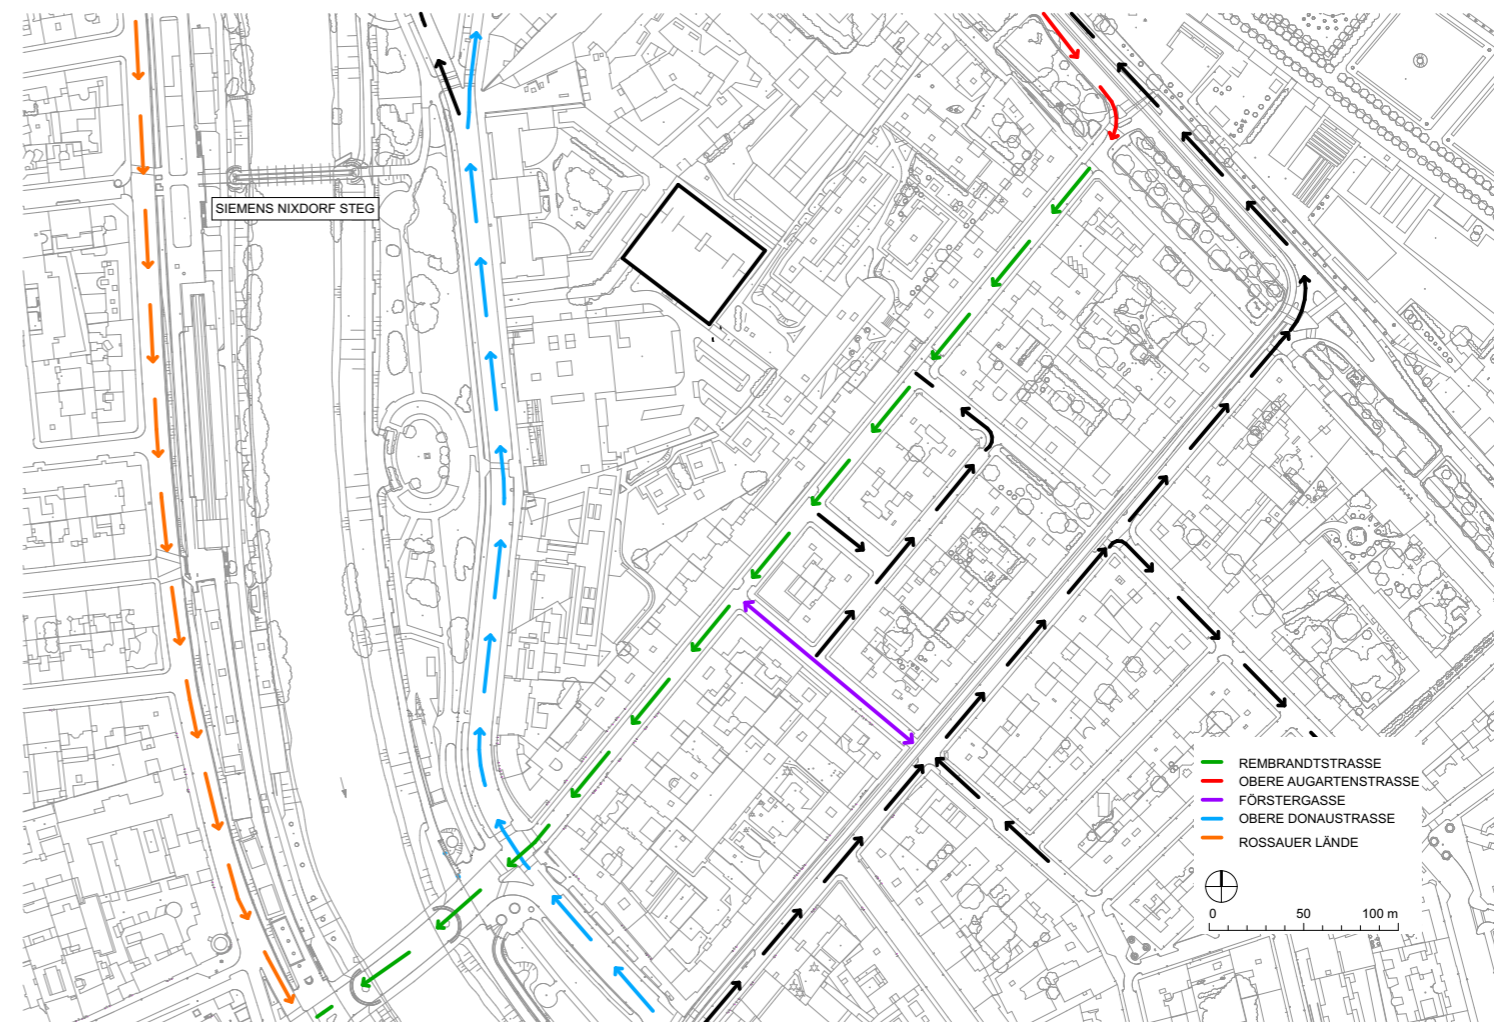 SIEMENS NIXDORF STEG
REMBRANDTSTRASSE
OBERE AUGARTENSTRASSE
FÖRSTERGASSE
OBERE DONAUSTRASSE
ROSSAUER LÄNDE
0 50 100 m